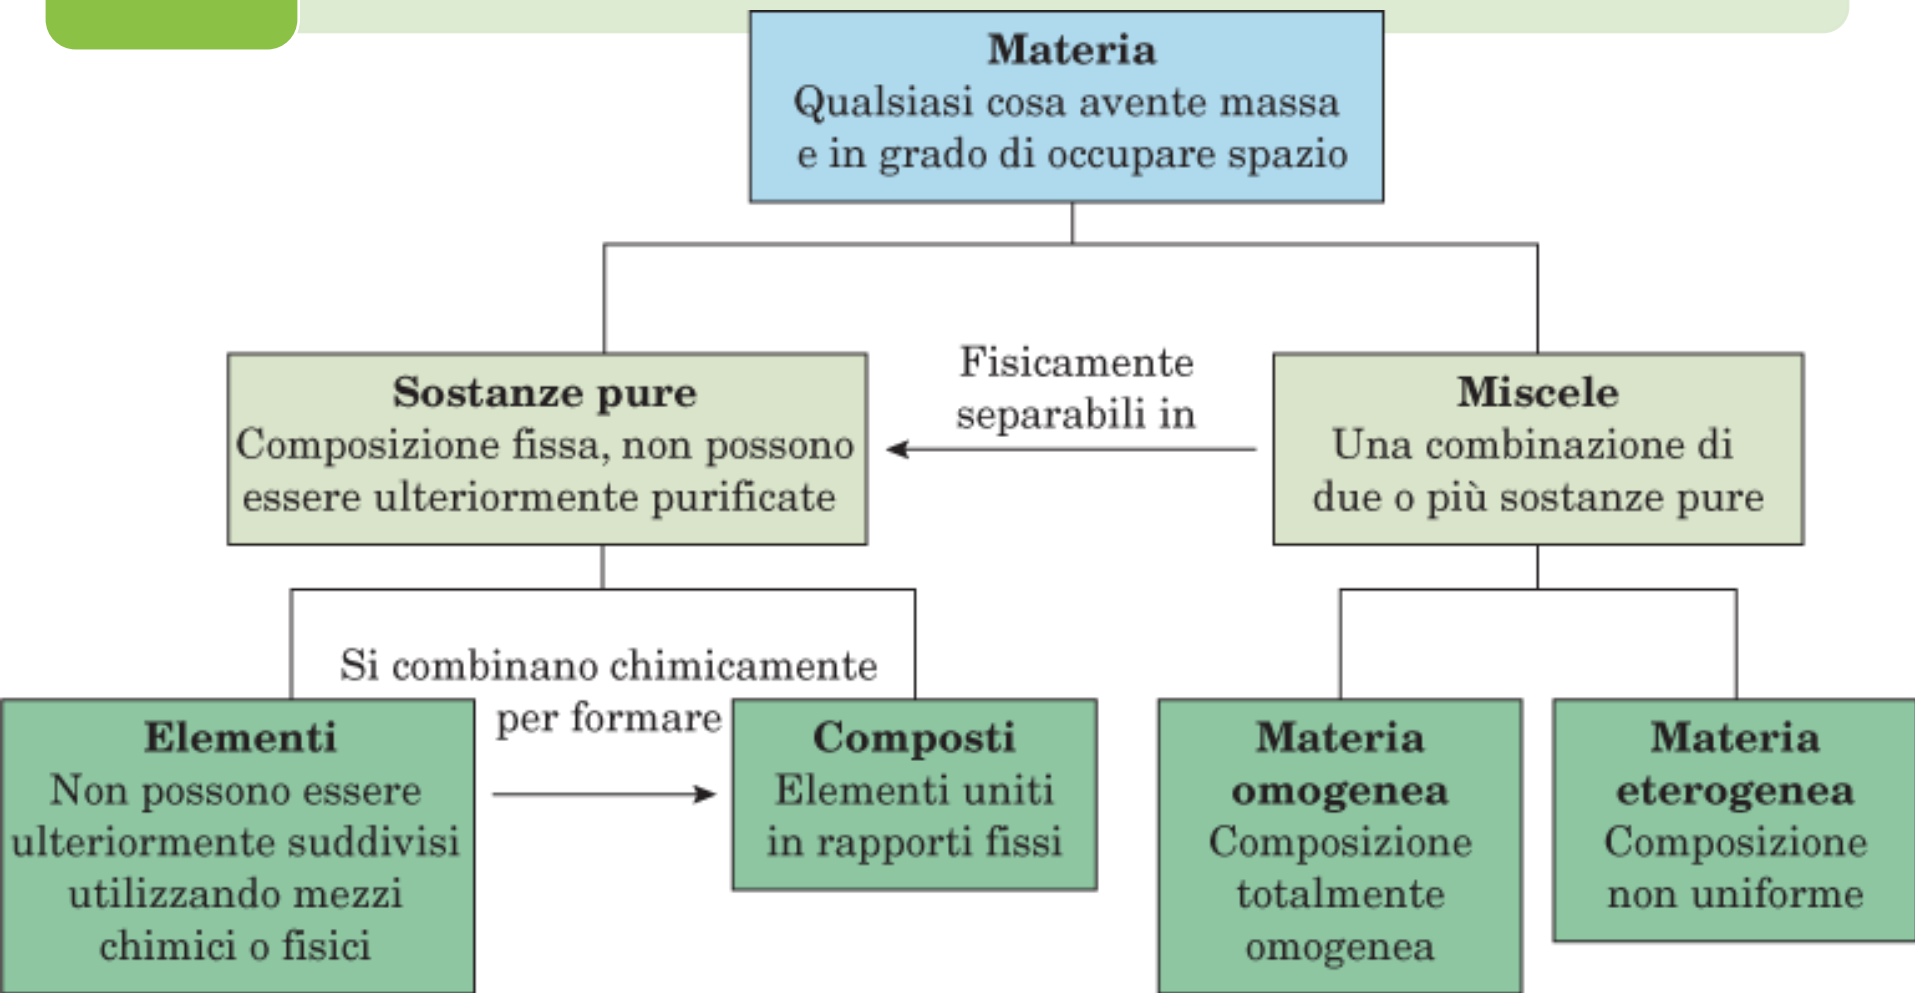 Materia
Qualsiasi cosa avente massa
e in grado di occupare spazio
Sostanze pure
Composizione fissa, non possono
essere ulteriormente purificate
Fisicamente
separabili in
Miscele
Una combinazione di
due o più sostanze pure
Si combinano chimicamente
per formare
Elementi
Non possono essere
ulteriormente suddivisi
utilizzando mezzi
chimici o fisici
Composti
Elementi uniti
in rapporti fissi
Materia
omogenea
Composizione
totalmente
omogenea
Materia
eterogenea
Composizione
non uniforme